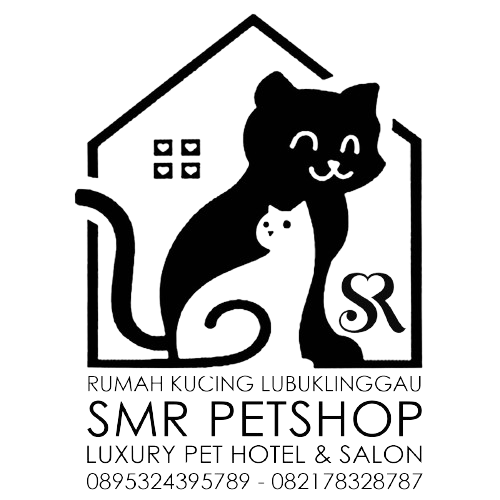 SR
RUMAH KUCING LUBUKLINGGAU
SMR PETSHOP
LUXURY PET HOTEL & SALON
0895324395789 - 082178328787